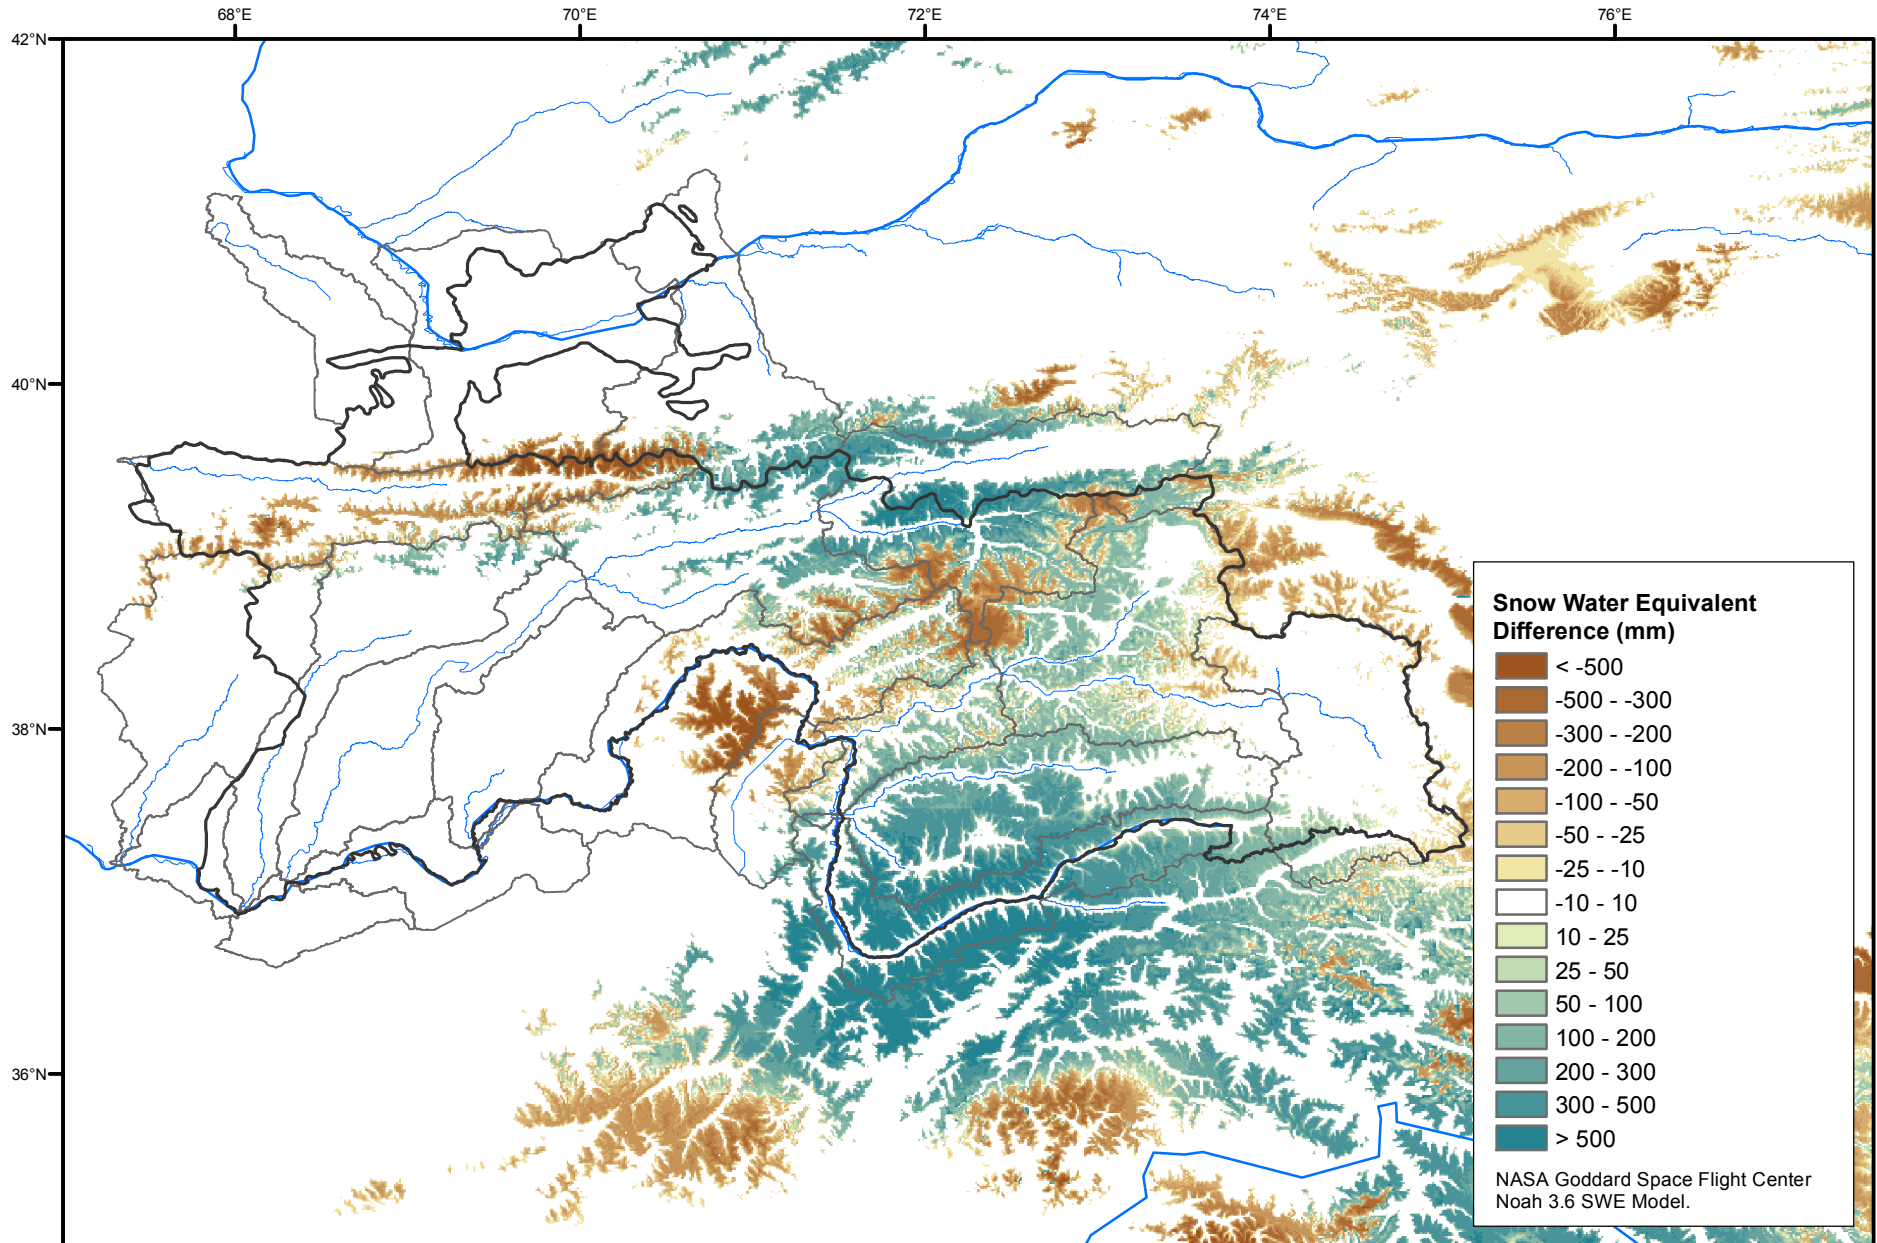 68°E
70°E
72°E
74°E
76°E
42°N
40°N
38°N
36°N
Snow Water Equivalent
Difference (mm)
< -500
-500 - -300
-300 - -200
-200 - -100
-100 - -50
-50 - -25
-25 - -10
-10 - 10
10 - 25
25 - 50
50 - 100
100 - 200
200 - 300
300 - 500
> 500
NASA Goddard Space Flight Center
Noah 3.6 SWE Model.